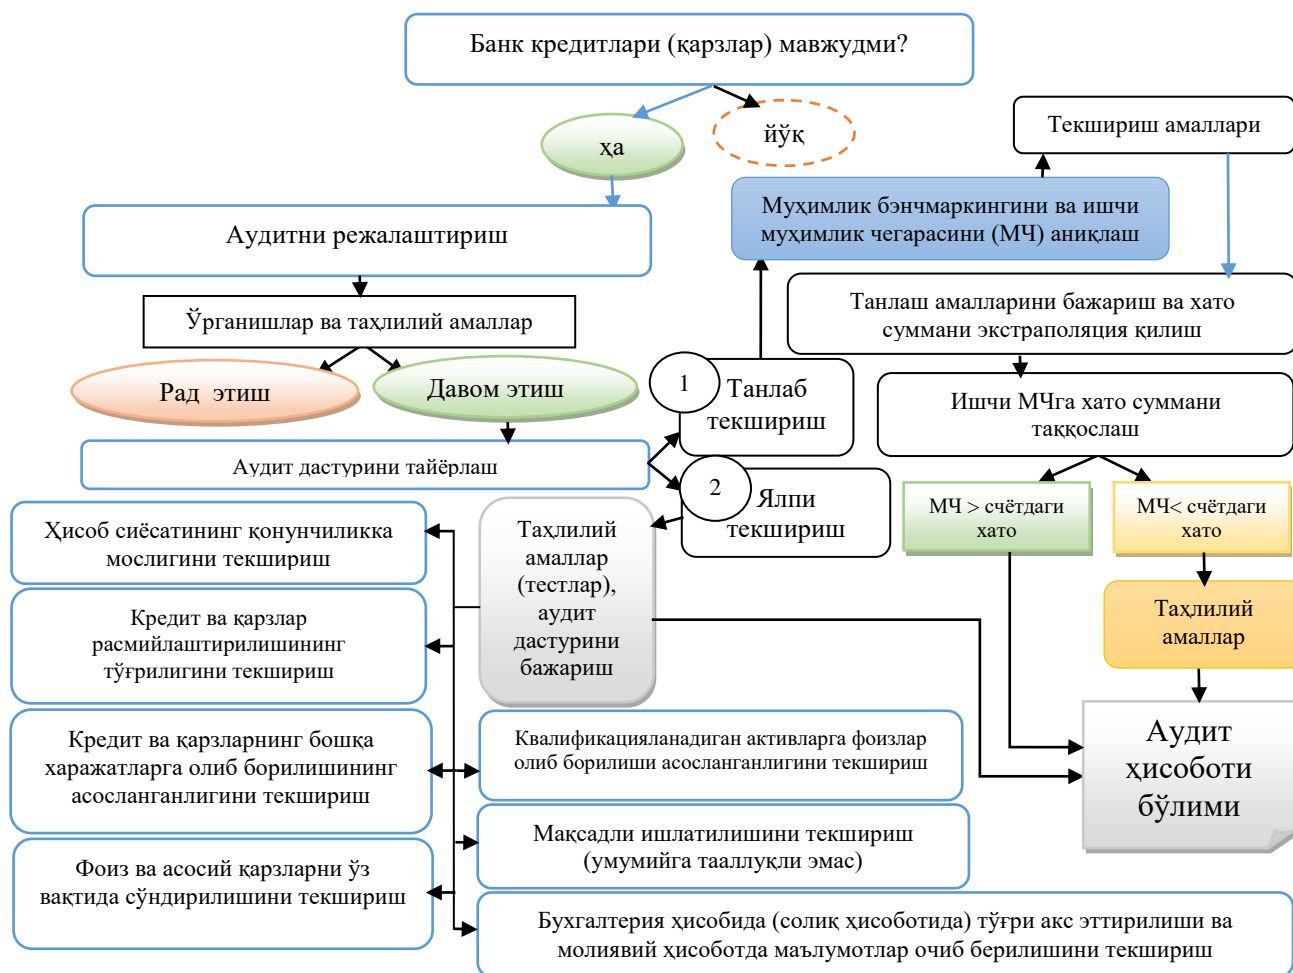 Банк кредитлари (қарзлар) мавжудми?
ҳа
йўқ
Текшириш амаллари
Муҳимлик бэнчмаркингини ва ишчи
муҳимлик чегарасини (МЧ) аниқлаш
Аудитни режалаштириш
Ўрганишлар ва таҳлилий амаллар
Танлаш амалларини бажариш ва хато
суммани экстраполяция қилиш
Рад этиш
Давом этиш
1
Танлаб
текшириш
Ишчи МЧга хато суммани
таққослаш
Аудит дастурини тайёрлаш
2
Ялпи
текшириш
МЧ > счётдаги
хато
МЧ< счётдаги
хато
Таҳлилий
амаллар
(тестлар),
аудит
дастурини
бажариш
Таҳлилий
амаллар
Аудит
ҳисоботи
бўлими
Ҳисоб сиёсатининг қонунчиликка
мослигини текшириш
Кредит ва қарзлар
расмийлаштирилишининг
тўғрилигини текшириш
Кредит ва қарзларнинг бошқа
харажатларга олиб борилишининг
асосланганлигини текшириш
Фоиз ва асосий қарзларни ўз
вақтида сўндирилишини текшириш
Квалификацияланадиган активларга фоизлар
олиб борилиши асосланганлигини текшириш
Мақсадли ишлатилишини текшириш
(умумийга тааллуқли эмас)
Бухгалтерия ҳисобида (солиқ ҳисоботида) тўғри акс эттирилиши ва
молиявий ҳисоботда маълумотлар очиб берилишини текшириш